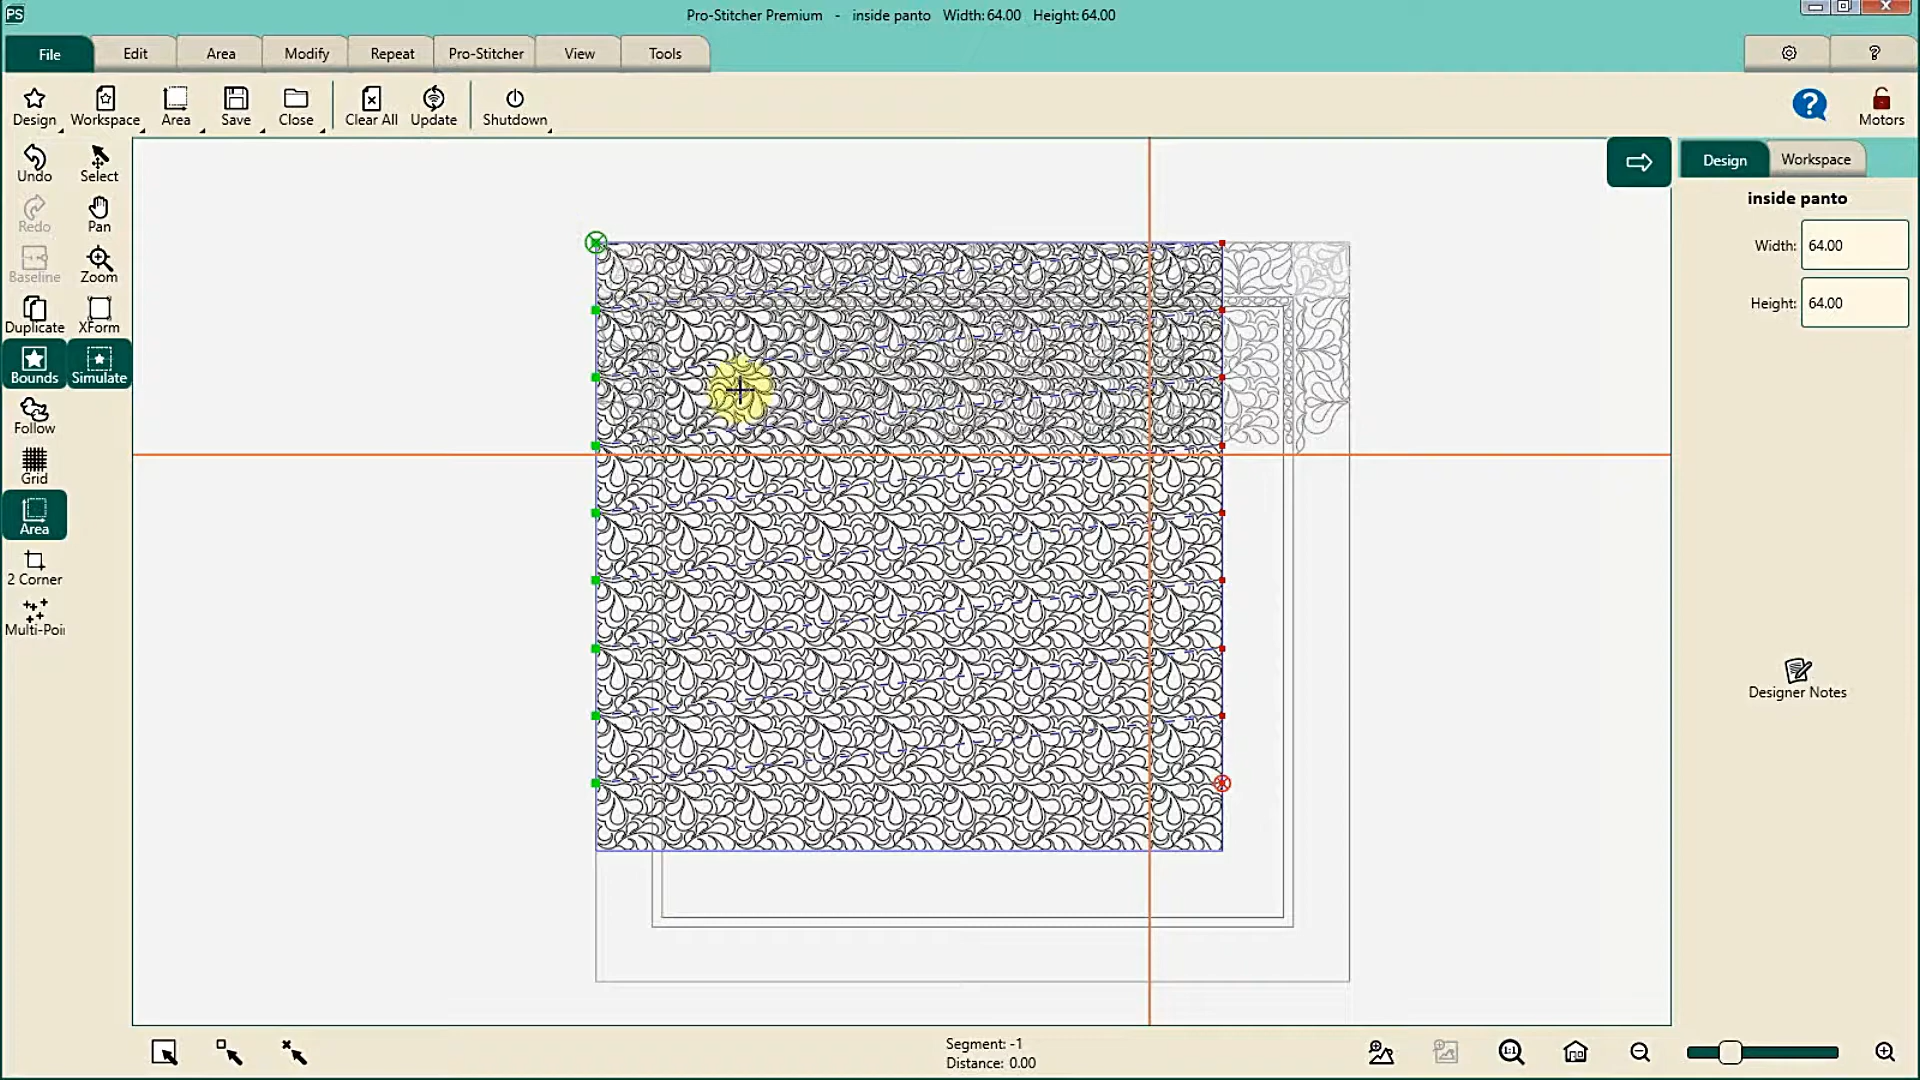 PS
Pro-Stitcher Premium - inside panto Width: 64.00 Height: 64.00
File Edit Area Modify Repeat Pro-Stitcher View Tools ?
Design Workspace Area Save Close Clear All Update Shutdown ? Motors
Undo Select
Redo Pan
Baseline Zoom
Duplicate XForm
Bounds Simulate
Follow
Grid
Area
2 Corner
Multi-Poi
Design Workspace
inside panto
Width: 64.00
Height: 64.00
Designer Notes
Segment: -1
Distance: 0.00
1:1